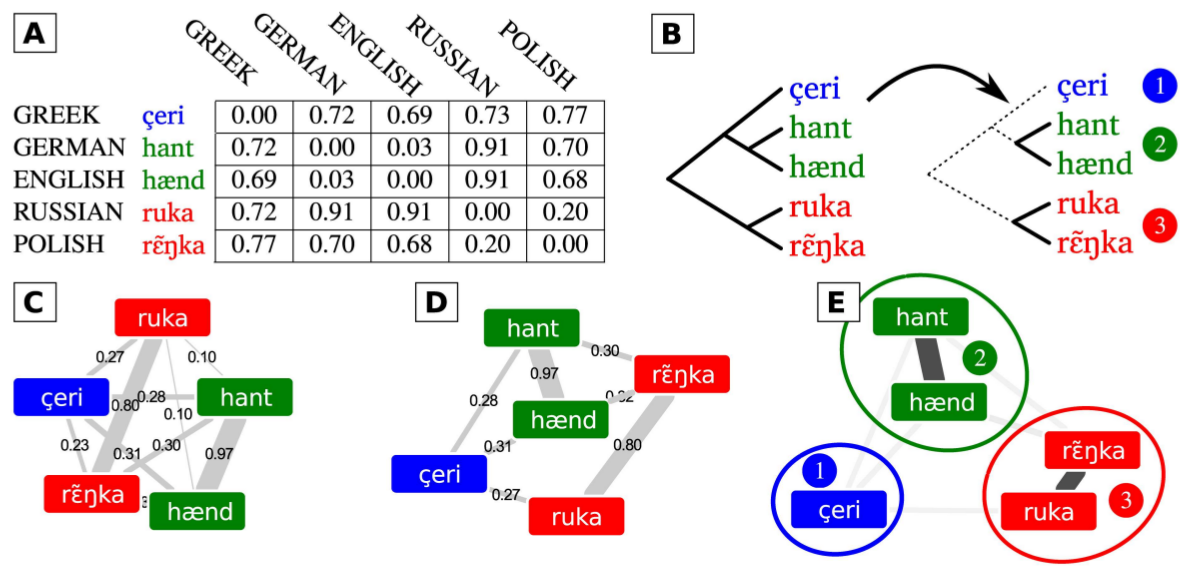 A
GREEK GERMAN ENGLISH RUSSIAN POLISH
GREEK çeri 0.00 0.72 0.69 0.73 0.77
GERMAN hant 0.72 0.00 0.03 0.91 0.70
ENGLISH hænd 0.69 0.03 0.00 0.91 0.68
RUSSIAN ruka 0.72 0.91 0.91 0.00 0.20
POLISH rɛ̃ŋka 0.77 0.70 0.68 0.20 0.00
B
çeri
hant
hænd
ruka
rɛ̃ŋka
çeri 1
hant
2
hænd
ruka
3
rɛ̃ŋka
C
ruka
0.27 0.10
çeri 0.80 0.28 hant
0.10
0.23 0.31 0.30 0.97
rɛ̃ŋka hænd
D
hant
0.30
0.97 rɛ̃ŋka
0.28
hænd
0.31 0.80
çeri
0.27
ruka
E
hant
2
hænd
rɛ̃ŋka
1
çeri ruka 3